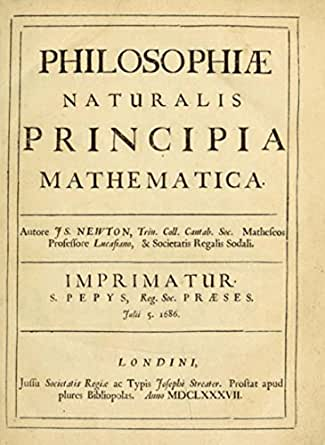 PHILOSOPHIÆ
NATURALIS
PRINCIPIA
MATHEMATICA.
Autore JS. NEWTON, Trin. Coll. Cantab. Soc. Matheseos
Professore Lucasiano, & Societatis Regalis Sodali.
IMPRIMATUR.
S. PEPYS, Reg. Soc. PRÆSES.
Julii 5. 1686.
LONDINI,
Jussu Societatis Regiæ ac Typis Josephi Streater. Prostat apud
plures Bibliopolas. Anno MDCLXXXVII.